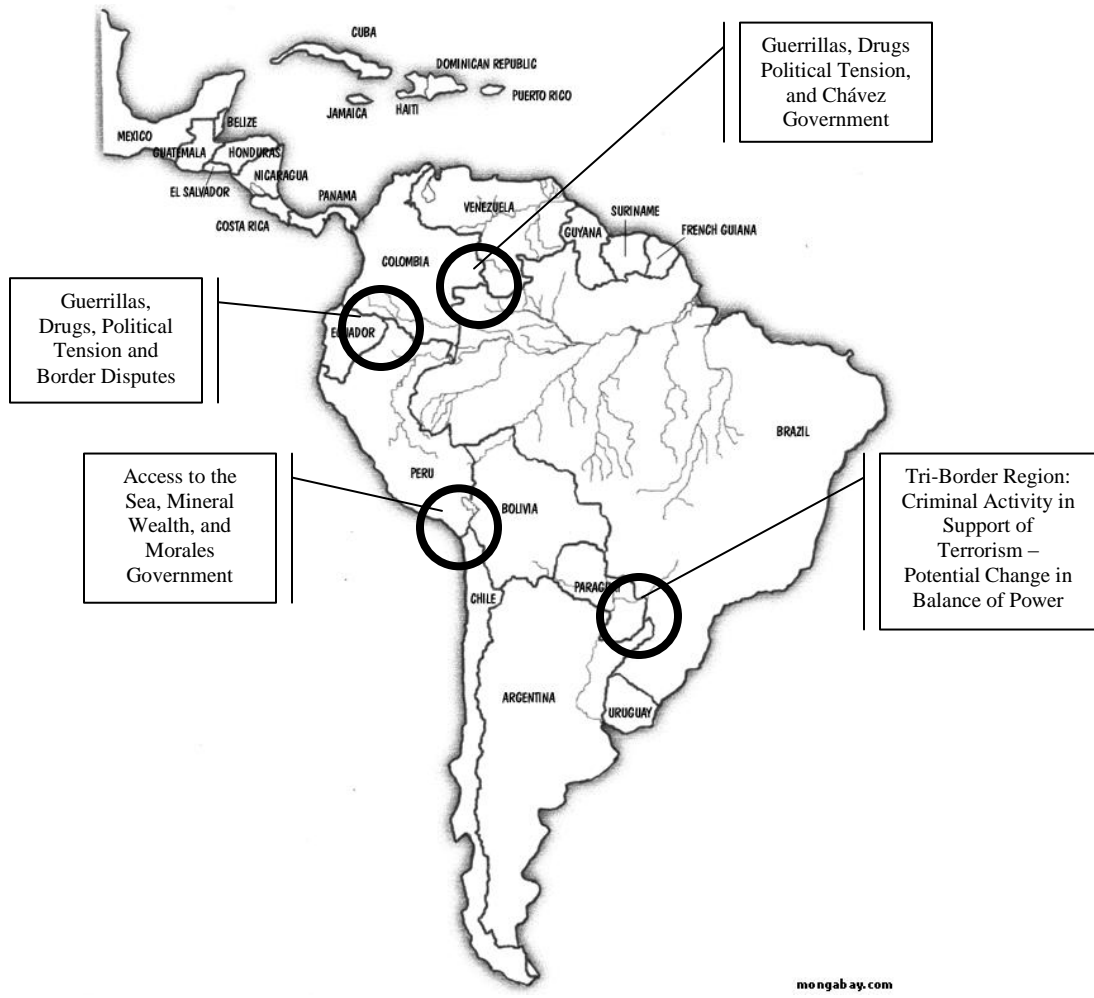 CUBA
DOMINICAN REPUBLIC
PUERTO RICO
HAITI
JAMAICA
BELIZE
MEXICO
GUATEMALA
HONDURAS
NICARAGUA
EL SALVADOR
PANAMA
COSTA RICA
Guerrillas, Drugs
Political Tension,
and Chávez
Government
VENEZUELA
SURINAME
GUYANA
FRENCH GUIANA
COLOMBIA
Guerrillas,
Drugs, Political
Tension and
Border Disputes
ECUADOR
BRAZIL
Access to the
Sea, Mineral
Wealth, and
Morales
Government
PERU
BOLIVIA
Tri-Border Region:
Criminal Activity in
Support of
Terrorism –
Potential Change in
Balance of Power
PARAGUAY
CHILE
ARGENTINA
URUGUAY
mongabay.com